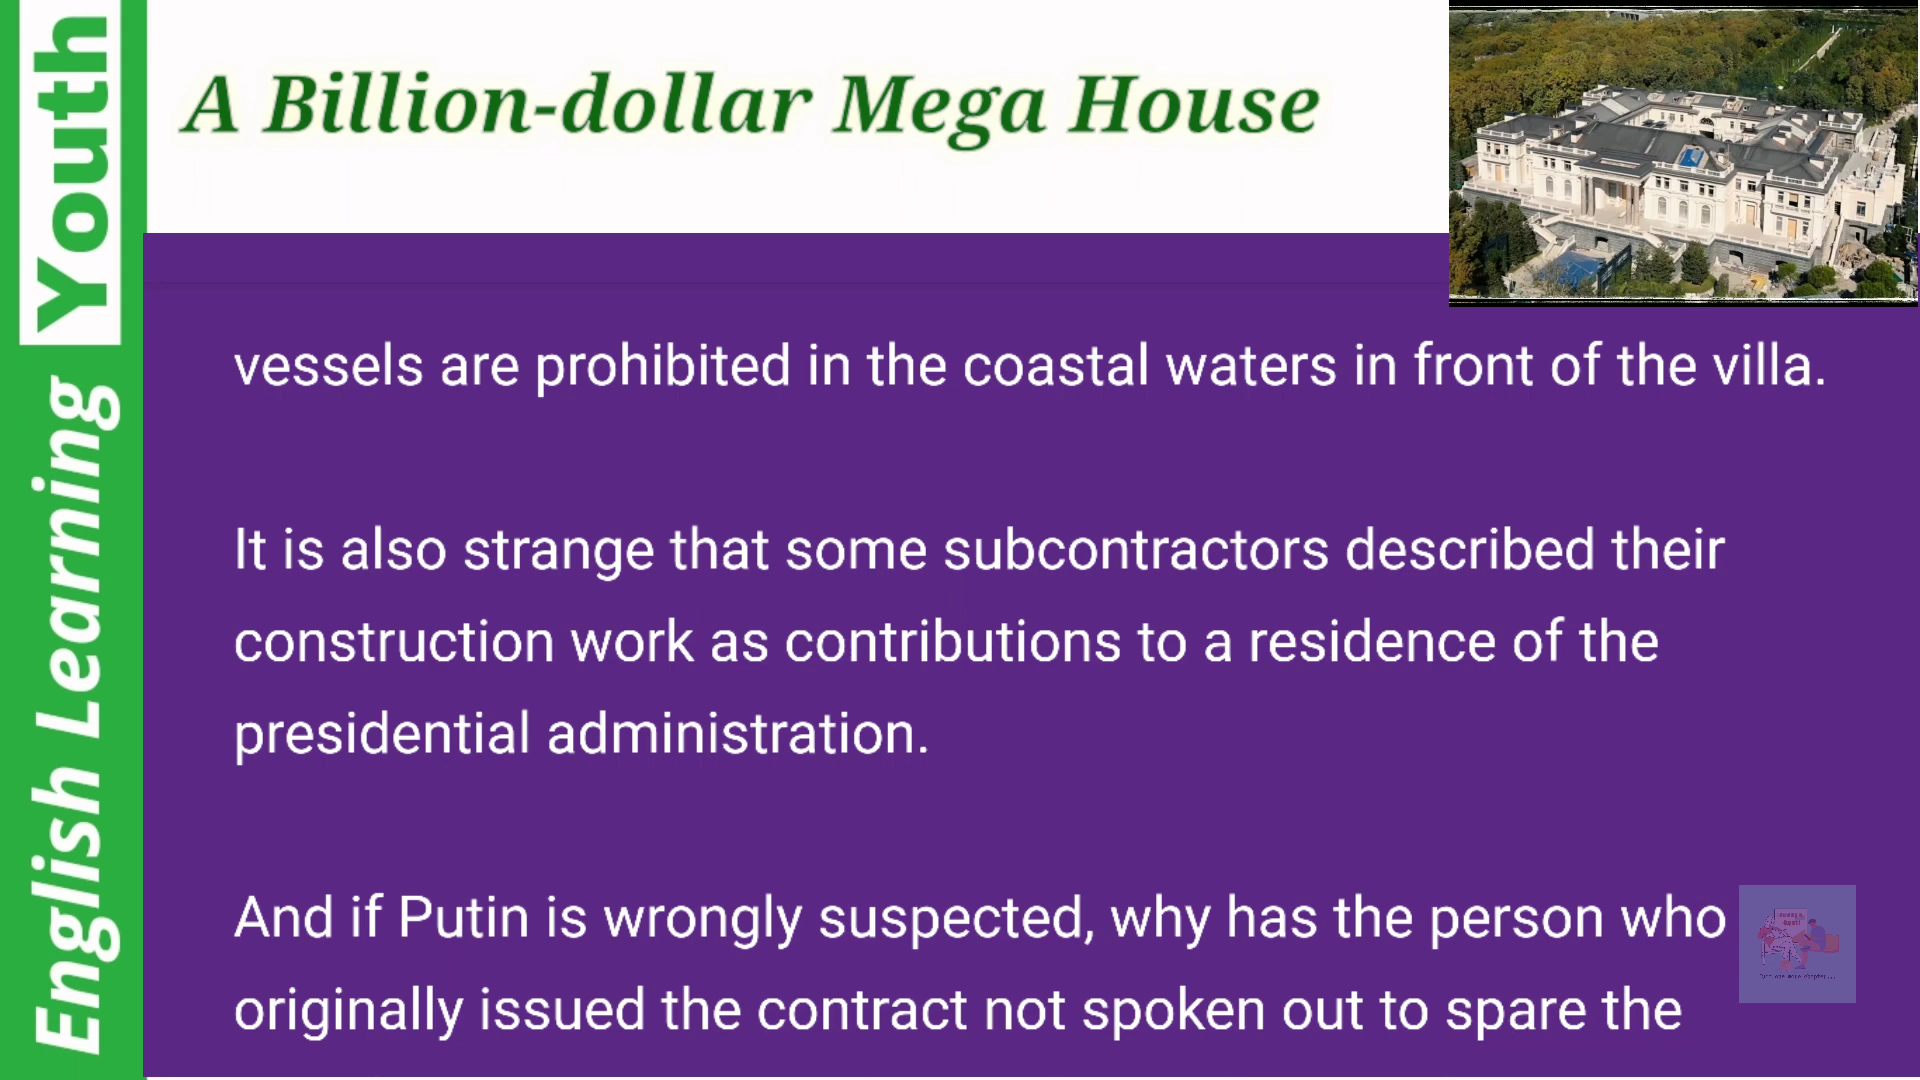 English Learning Youth
A Billion-dollar Mega House
vessels are prohibited in the coastal waters in front of the villa.
It is also strange that some subcontractors described their
construction work as contributions to a residence of the
presidential administration.
And if Putin is wrongly suspected, why has the person who
originally issued the contract not spoken out to spare the